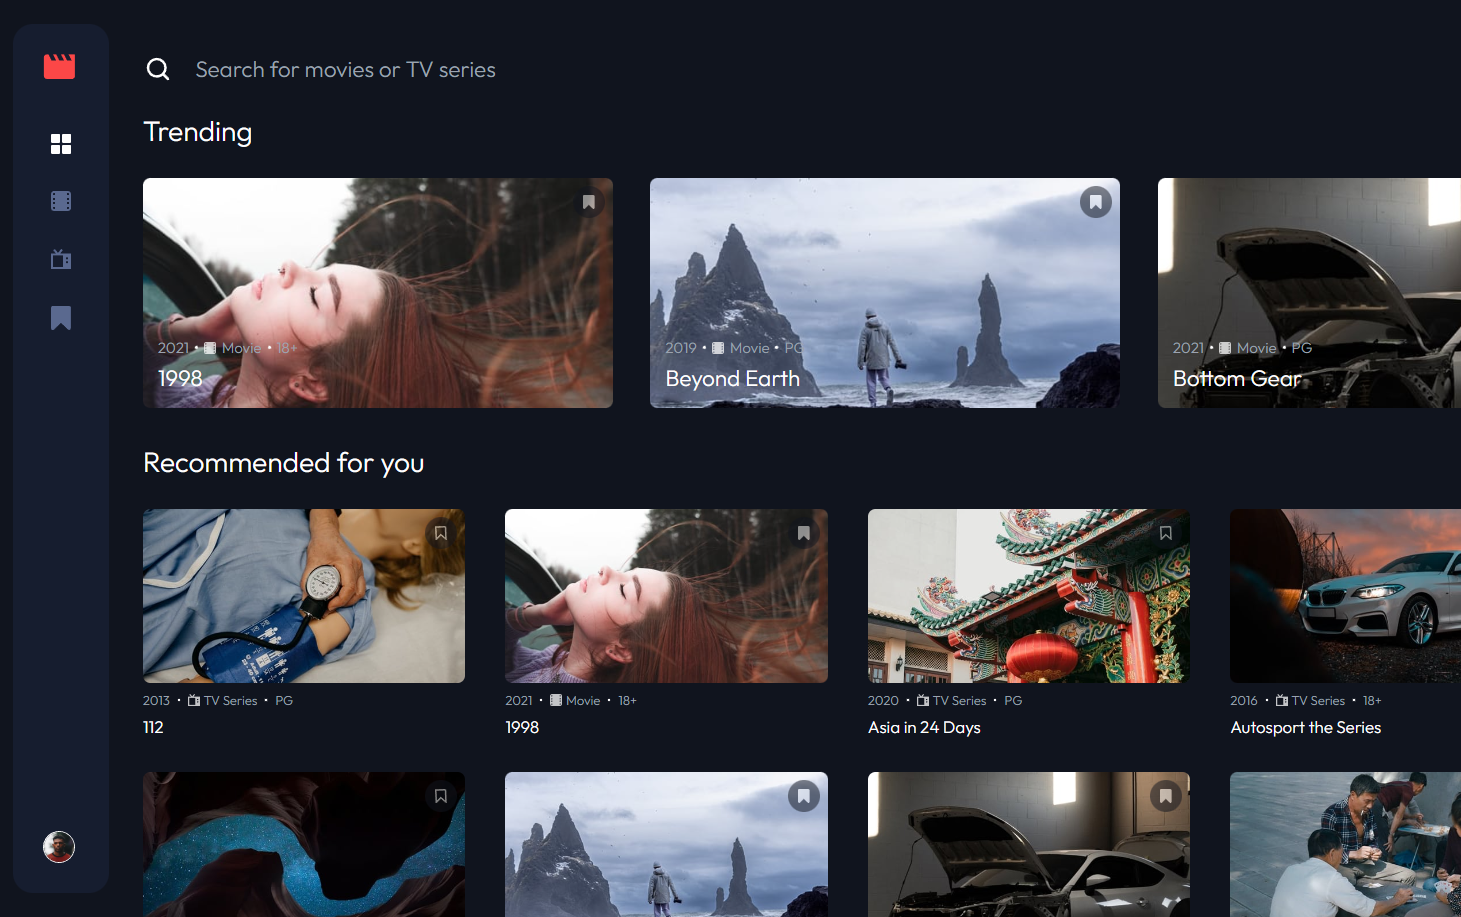 Search for movies or TV series
Trending
2021 • Movie • 18+
1998
2019 • Movie • PG
Beyond Earth
2021 • Movie • PG
Bottom Gear
Recommended for you
2013 • TV Series • PG
112
2021 • Movie • 18+
1998
2020 • TV Series • PG
Asia in 24 Days
2016 • TV Series • 18+
Autosport the Series